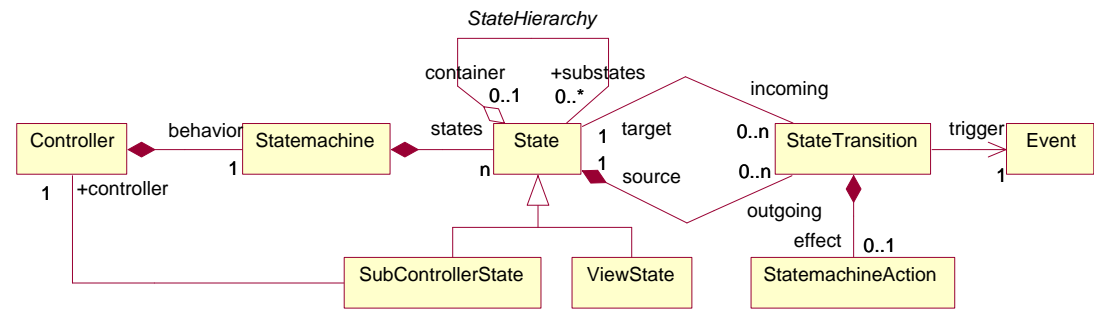 StateHierarchy
container
+substates
0..1
0..*
incoming
Controller
behavior
Statemachine
states
State
1
target
0..n
StateTransition
trigger
Event
1
n
1
source
0..n
1
1
+controller
outgoing
effect
0..1
SubControllerState
ViewState
StatemachineAction